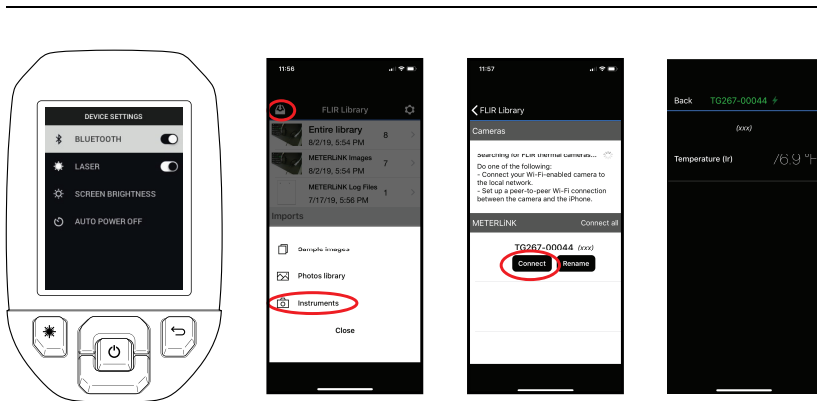 DEVICE SETTINGS
BLUETOOTH
LASER
SCREEN BRIGHTNESS
AUTO POWER OFF
11:56
FLIR Library
Entire library
8/2/19, 5:54 PM
8
METERLiNK Images
8/2/19, 5:54 PM
7
METERLiNK Log Files
7/17/19, 5:56 PM
1
Imports
Sample images
Photos library
Instruments
Close
11:57
FLIR Library
Cameras
Searching for FLIR thermal cameras...
Do one of the following:
- Connect your Wi-Fi-enabled camera to
the local network.
- Set up a peer-to-peer Wi-Fi connection
between the camera and the iPhone.
METERLiNK
Connect all
TG267-00044 (xxx)
Connect
Rename
Back
TG267-00044
(xxx)
Temperature (Ir)
76.9 °F